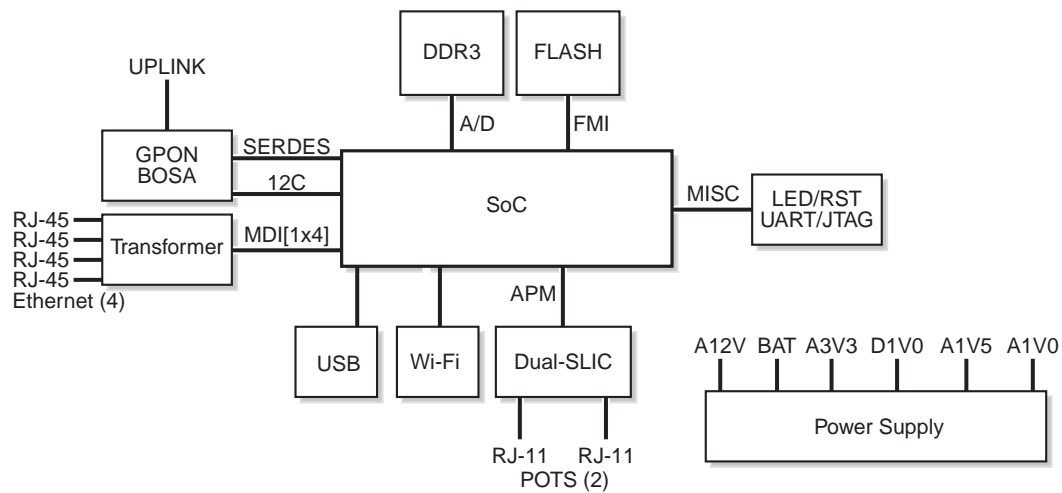 DDR3
FLASH
UPLINK
A/D
FMI
GPON
BOSA
SERDES
12C
SoC
MISC
LED/RST
UART/JTAG
RJ-45
RJ-45
RJ-45
RJ-45
Ethernet (4)
Transformer
MDI[1x4]
APM
USB
Wi-Fi
Dual-SLIC
A12V BAT A3V3 D1V0 A1V5 A1V0
Power Supply
RJ-11 RJ-11
POTS (2)